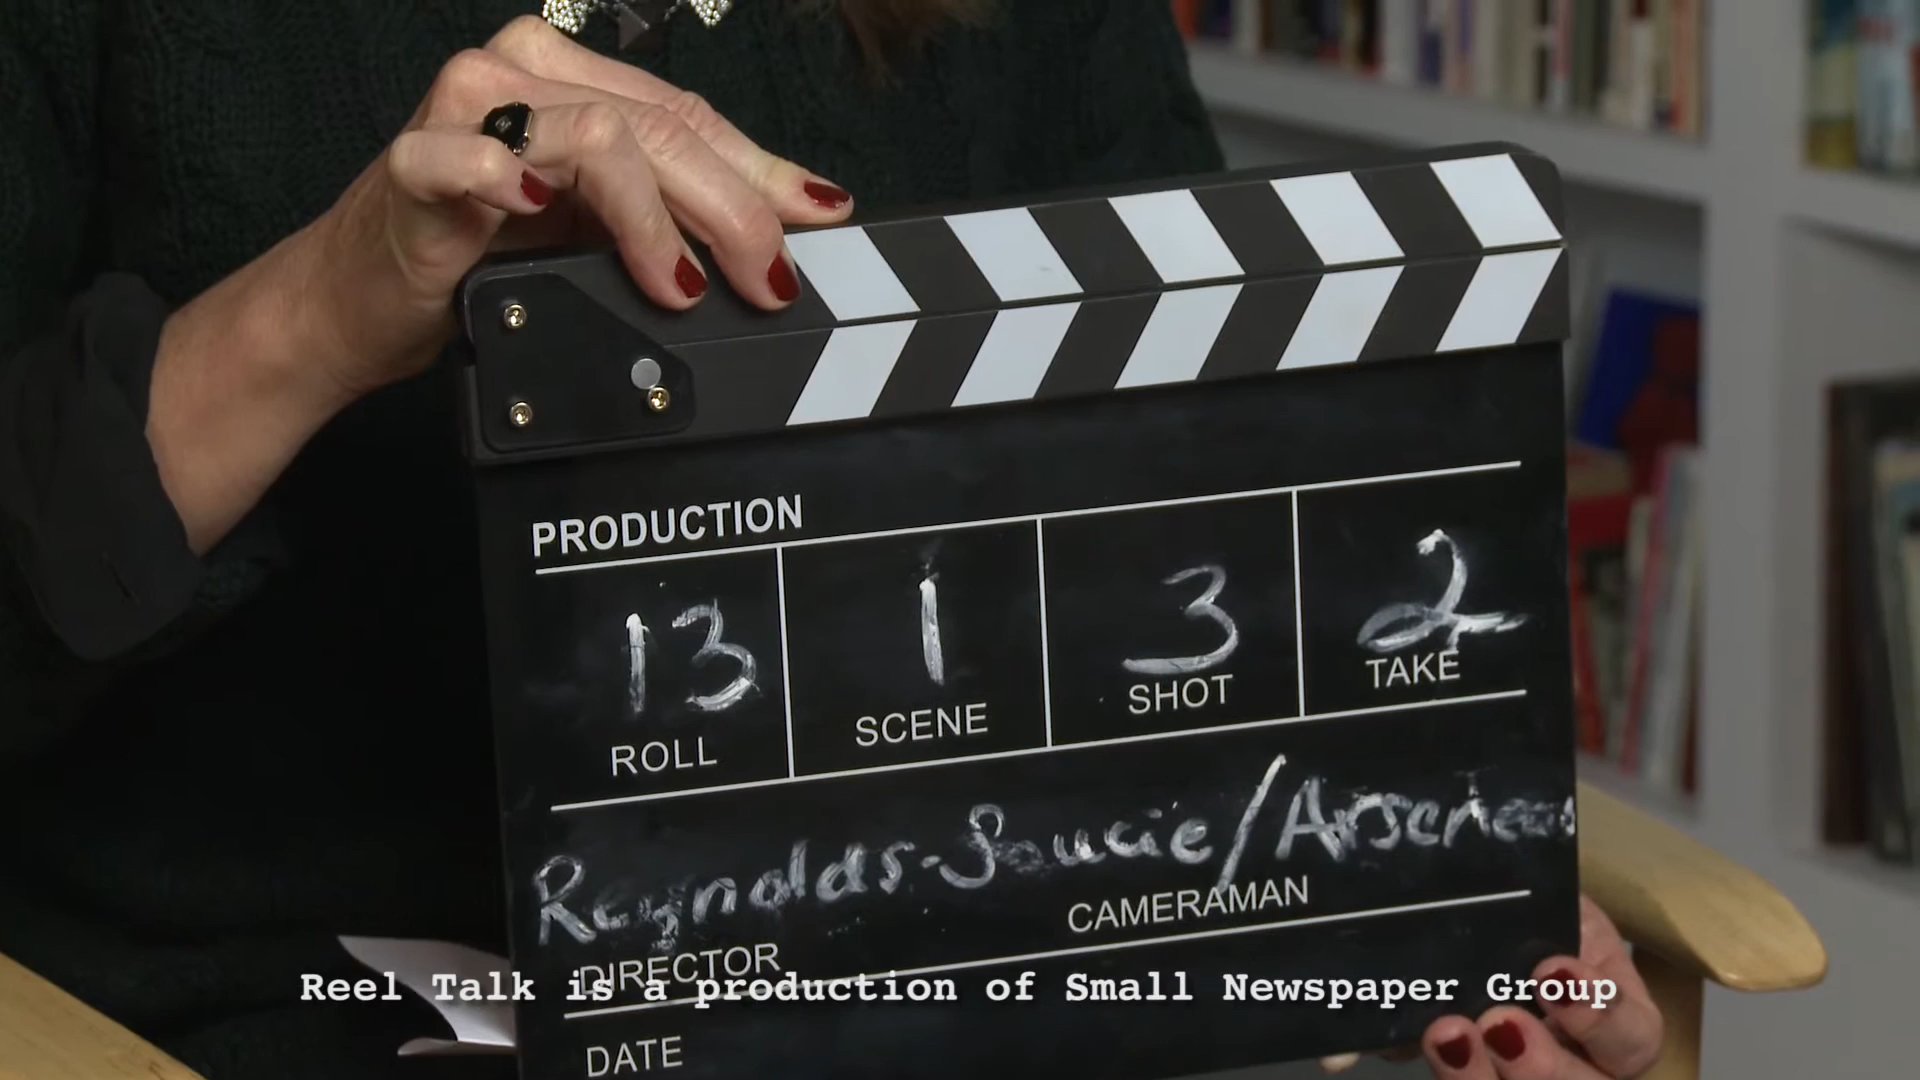 PRODUCTION
13 1 3 2
ROLL SCENE SHOT TAKE
Reynolds-Soucie/Arseneau
DIRECTOR CAMERAMAN
Reel Talk is a production of Small Newspaper Group
DATE